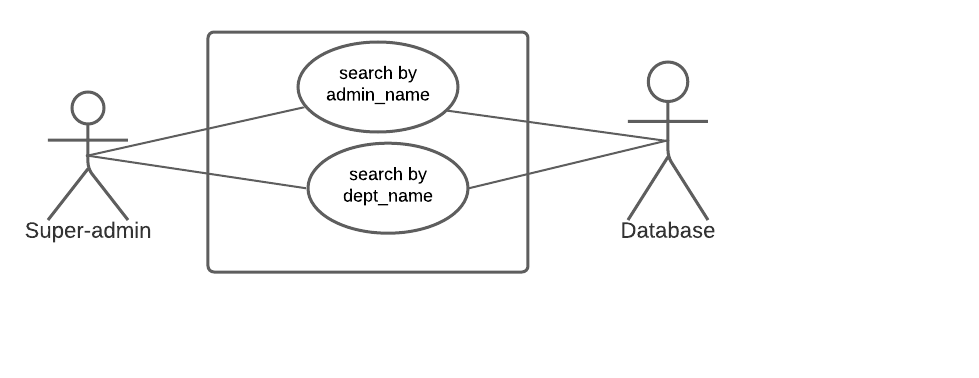 search by
admin_name
search by
dept_name
Super-admin
Database